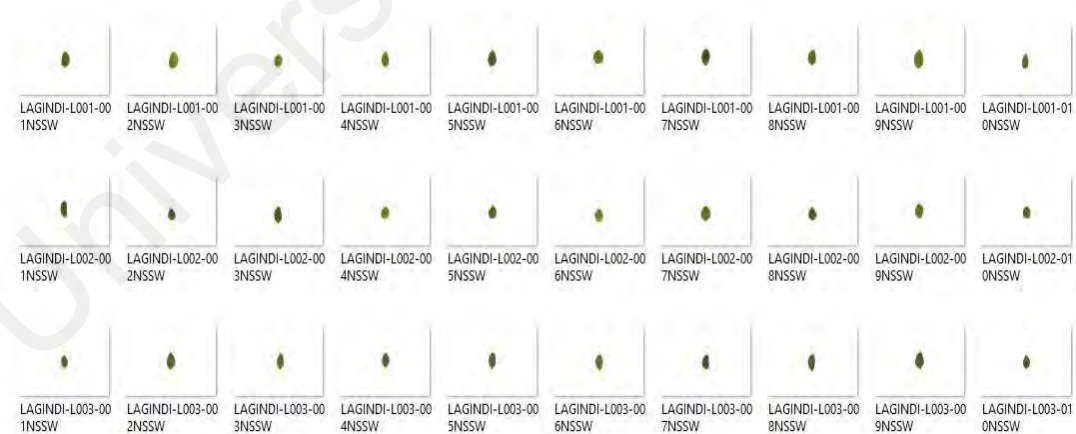 LAGINDI-L001-00 LAGINDI-L001-00 LAGINDI-L001-00 LAGINDI-L001-00 LAGINDI-L001-00 LAGINDI-L001-00 LAGINDI-L001-00 LAGINDI-L001-00 LAGINDI-L001-00 LAGINDI-L001-01
1NSSW 2NSSW 3NSSW 4NSSW 5NSSW 6NSSW 7NSSW 8NSSW 9NSSW 0NSSW
LAGINDI-L002-00 LAGINDI-L002-00 LAGINDI-L002-00 LAGINDI-L002-00 LAGINDI-L002-00 LAGINDI-L002-00 LAGINDI-L002-00 LAGINDI-L002-00 LAGINDI-L002-00 LAGINDI-L002-01
1NSSW 2NSSW 3NSSW 4NSSW 5NSSW 6NSSW 7NSSW 8NSSW 9NSSW 0NSSW
LAGINDI-L003-00 LAGINDI-L003-00 LAGINDI-L003-00 LAGINDI-L003-00 LAGINDI-L003-00 LAGINDI-L003-00 LAGINDI-L003-00 LAGINDI-L003-00 LAGINDI-L003-00 LAGINDI-L003-01
1NSSW 2NSSW 3NSSW 4NSSW 5NSSW 6NSSW 7NSSW 8NSSW 9NSSW 0NSSW
Univers